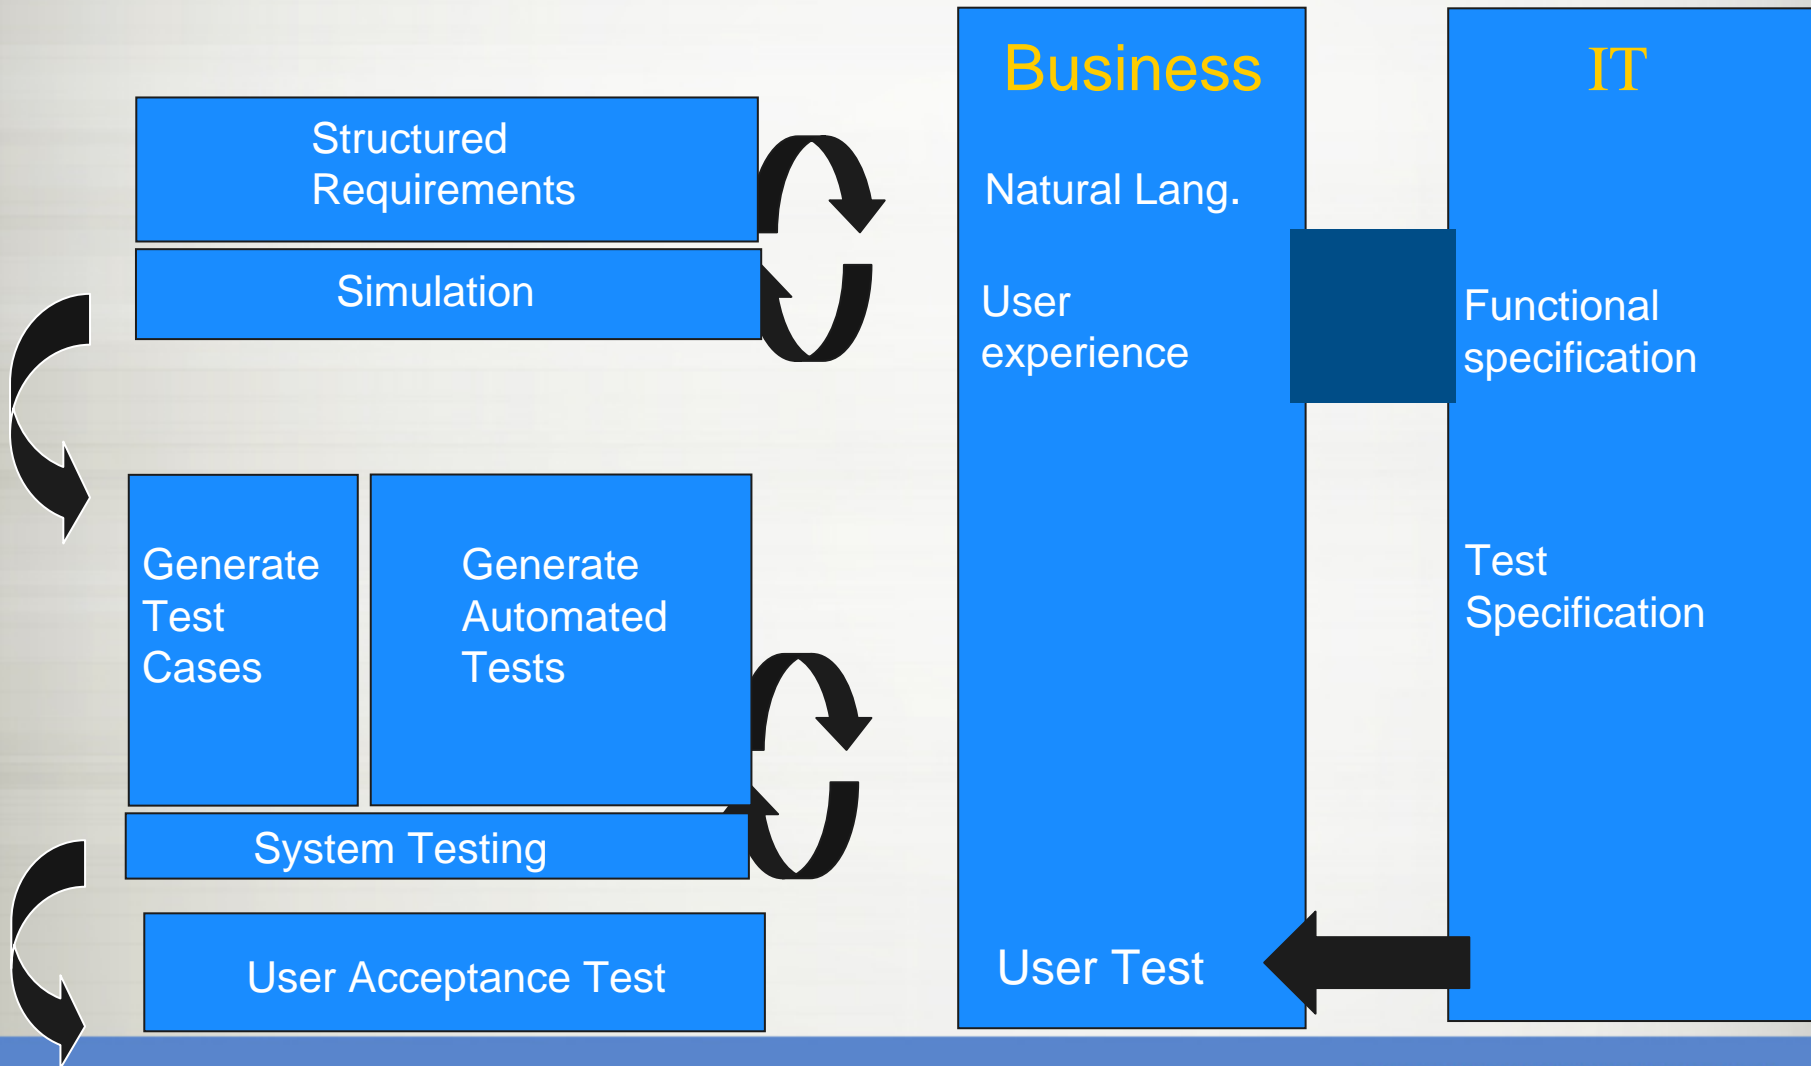 Structured
Requirements
Simulation
Generate
Test
Cases
Generate
Automated
Tests
System Testing
User Acceptance Test
Business
Natural Lang.
User
experience
User Test
IT
Functional
specification
Test
Specification